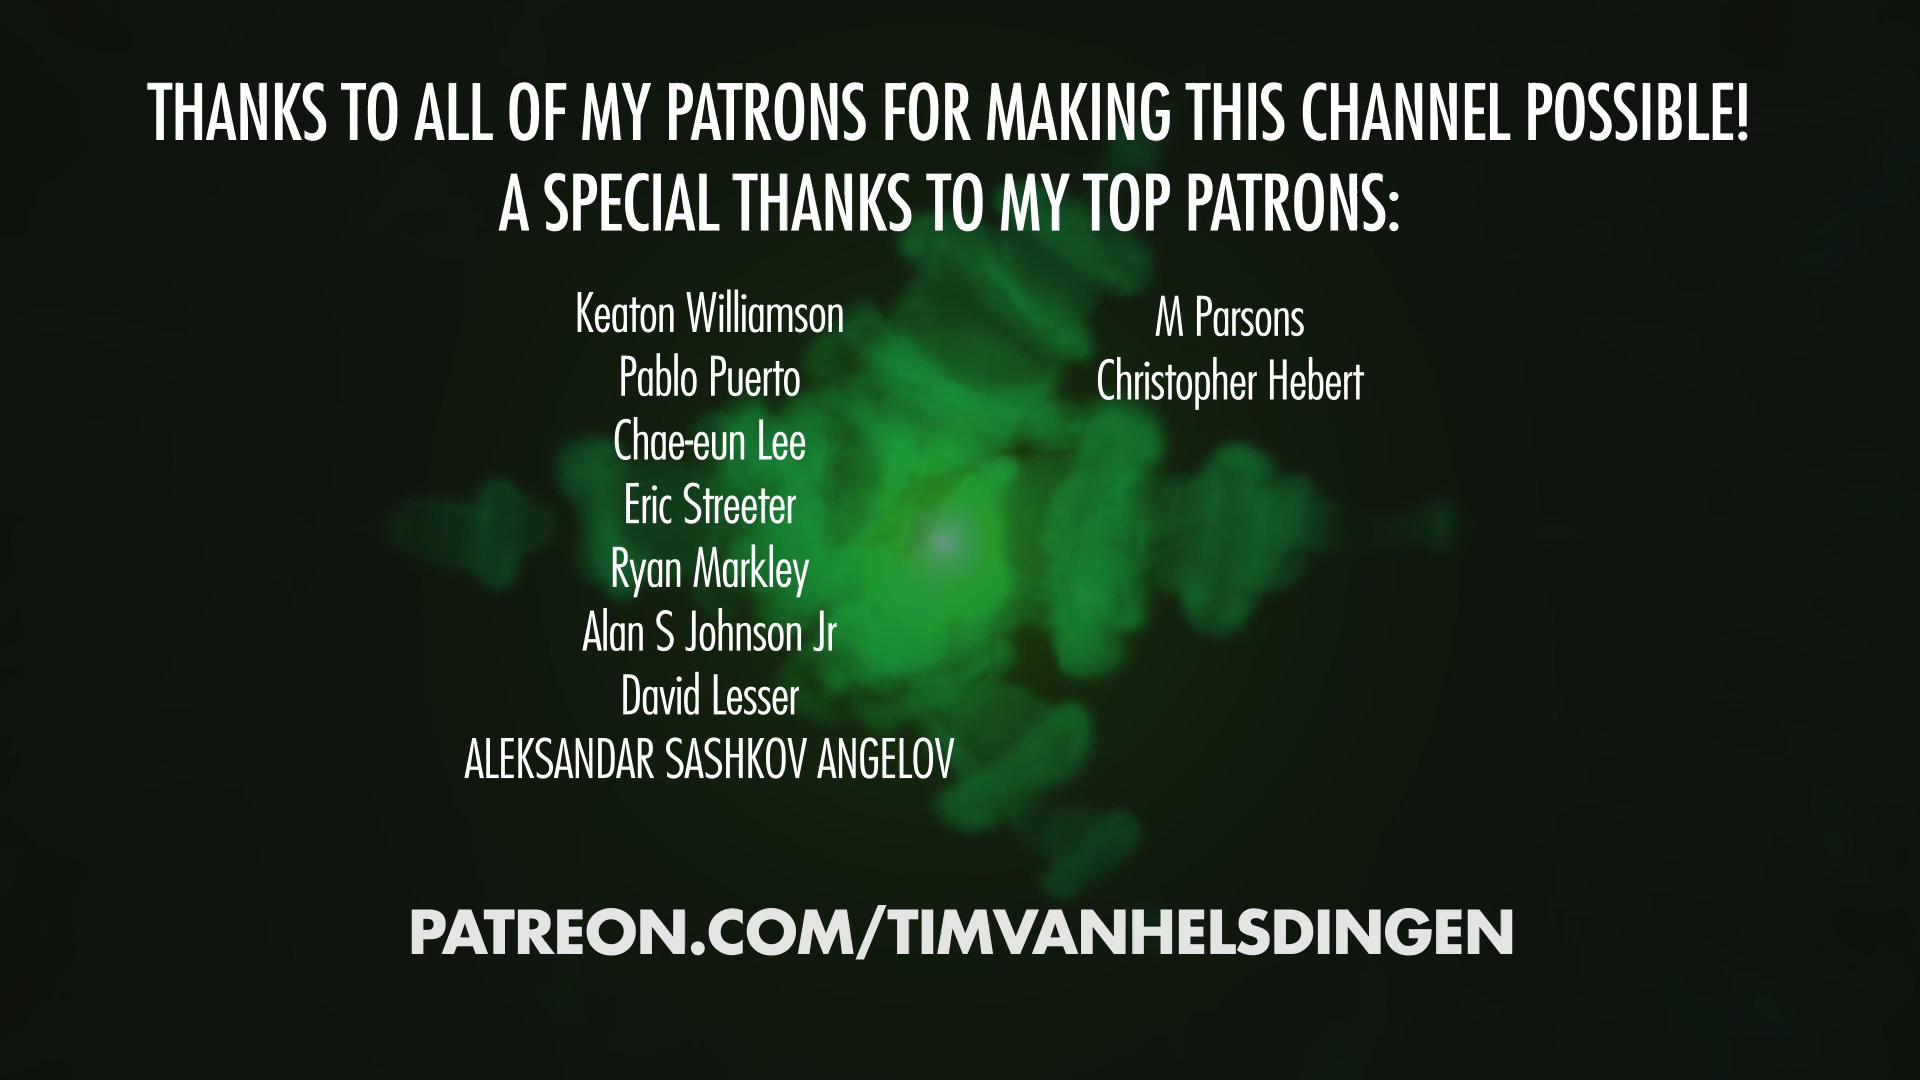 THANKS TO ALL OF MY PATRONS FOR MAKING THIS CHANNEL POSSIBLE!
A SPECIAL THANKS TO MY TOP PATRONS:
Keaton Williamson
Pablo Puerto
Chae-eun Lee
Eric Streeter
Ryan Markley
Alan S Johnson Jr
David Lesser
ALEKSANDAR SASHKOV ANGELOV
M Parsons
Christopher Hebert
PATREON.COM/TIMVANHELSDINGEN